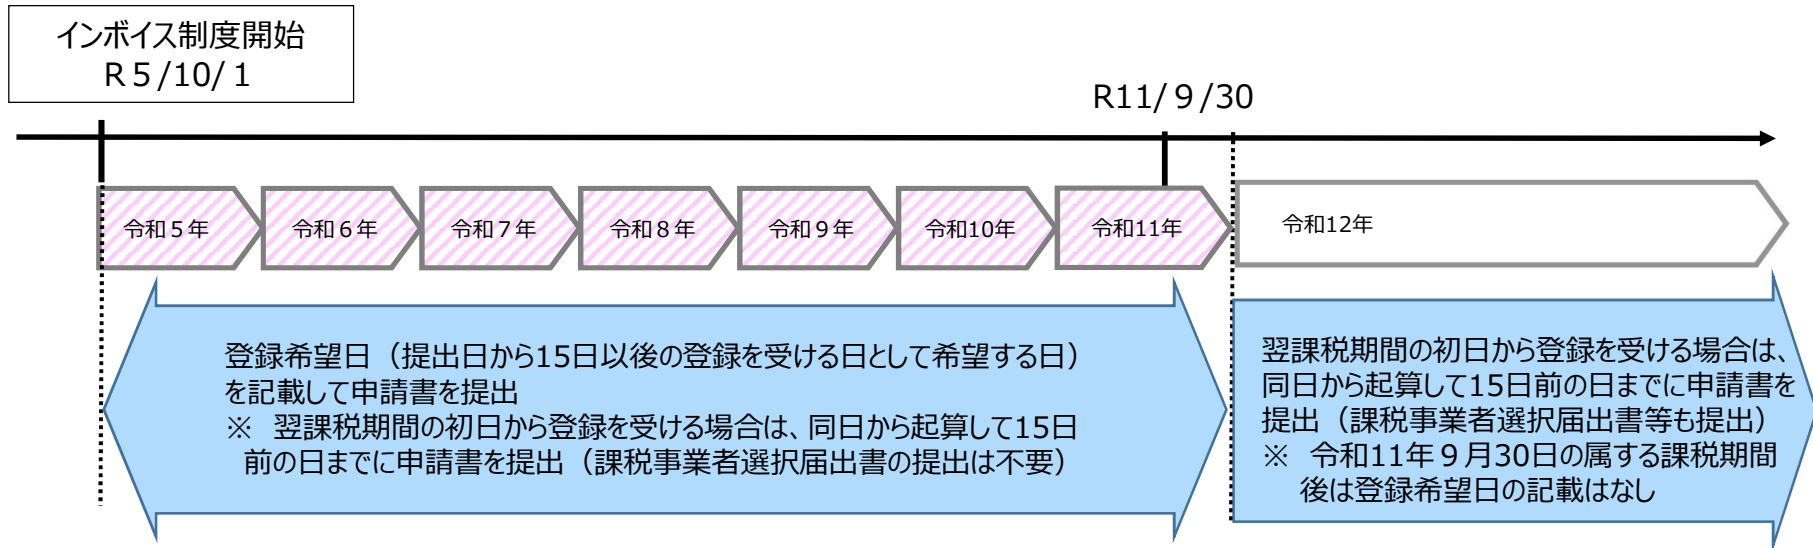 インボイス制度開始
R５/10/１
R11/９/30
令和５年
令和６年
令和７年
令和８年
令和９年
令和10年
令和11年
令和12年
登録希望日（提出日から15日以後の登録を受ける日として希望する日）
を記載して申請書を提出
※　翌課税期間の初日から登録を受ける場合は、同日から起算して15日
前の日までに申請書を提出（課税事業者選択届出書の提出は不要）
翌課税期間の初日から登録を受ける場合は、
同日から起算して15日前の日までに申請書を
提出（課税事業者選択届出書等も提出）
※　令和11年９月30日の属する課税期間
後は登録希望日の記載はなし